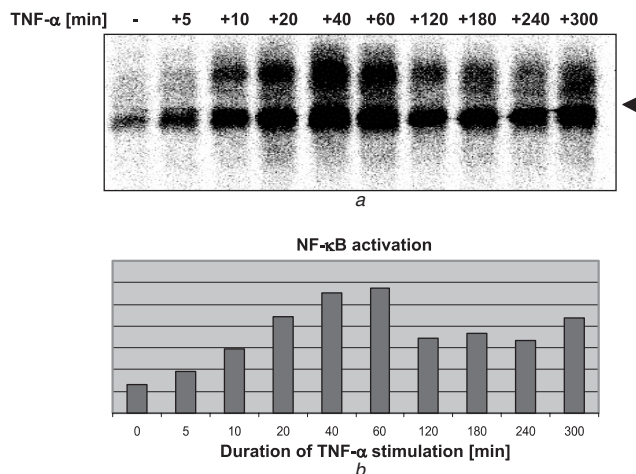 TNF-α [min] - +5 +10 +20 +40 +60 +120 +180 +240 +300
a
NF-κB activation
0 5 10 20 40 60 120 180 240 300
Duration of TNF-α stimulation [min]
b